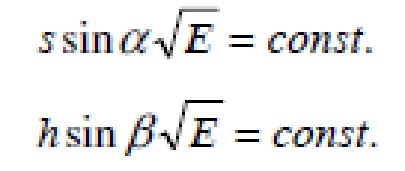 s sin α√E = const.
h sin β√E = const.